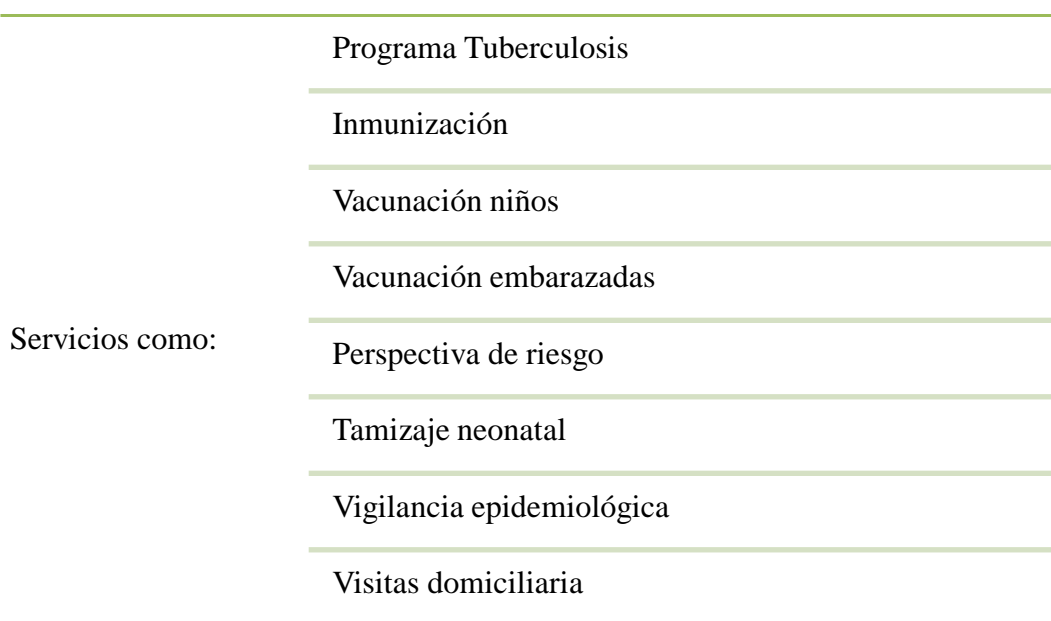 Servicios como:
Programa Tuberculosis
Inmunización
Vacunación niños
Vacunación embarazadas
Perspectiva de riesgo
Tamizaje neonatal
Vigilancia epidemiológica
Visitas domiciliaria